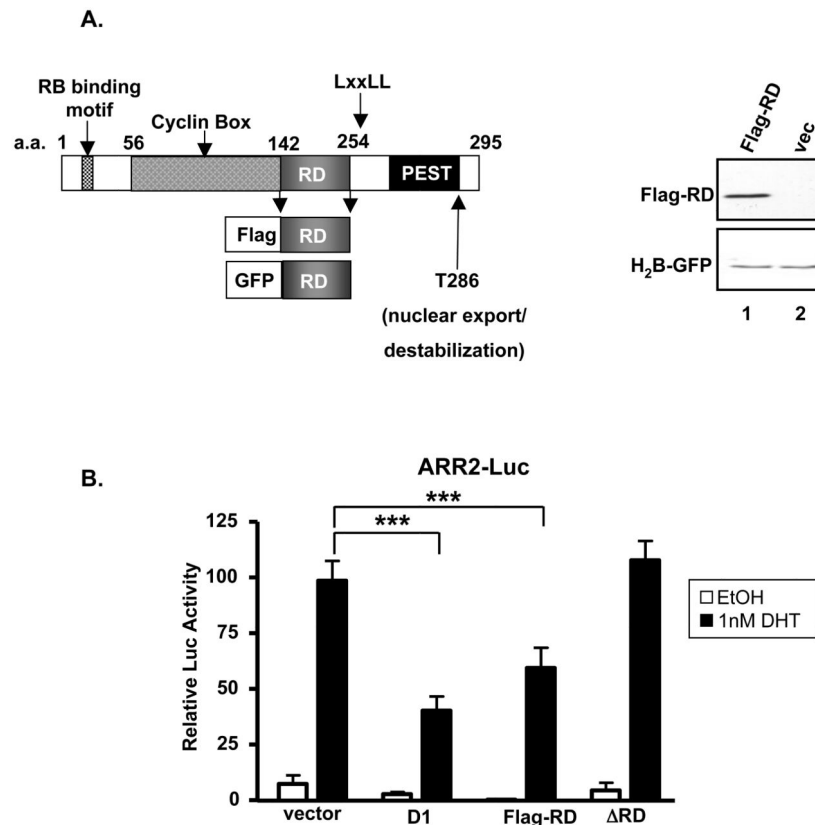 A.
LxxLL
RB binding
motif
Cyclin Box
a.a. 1 56 142 254 295
RD PEST
Flag RD
GFP RD
T286
(nuclear export/
destabilization)
Flag-RD vec
Flag-RD
H2B-GFP
1 2
B.
ARR2-Luc
***
***
Relative Luc Activity
125
100
75
50
25
0
EtOH
1nM DHT
vector D1 Flag-RD ΔRD